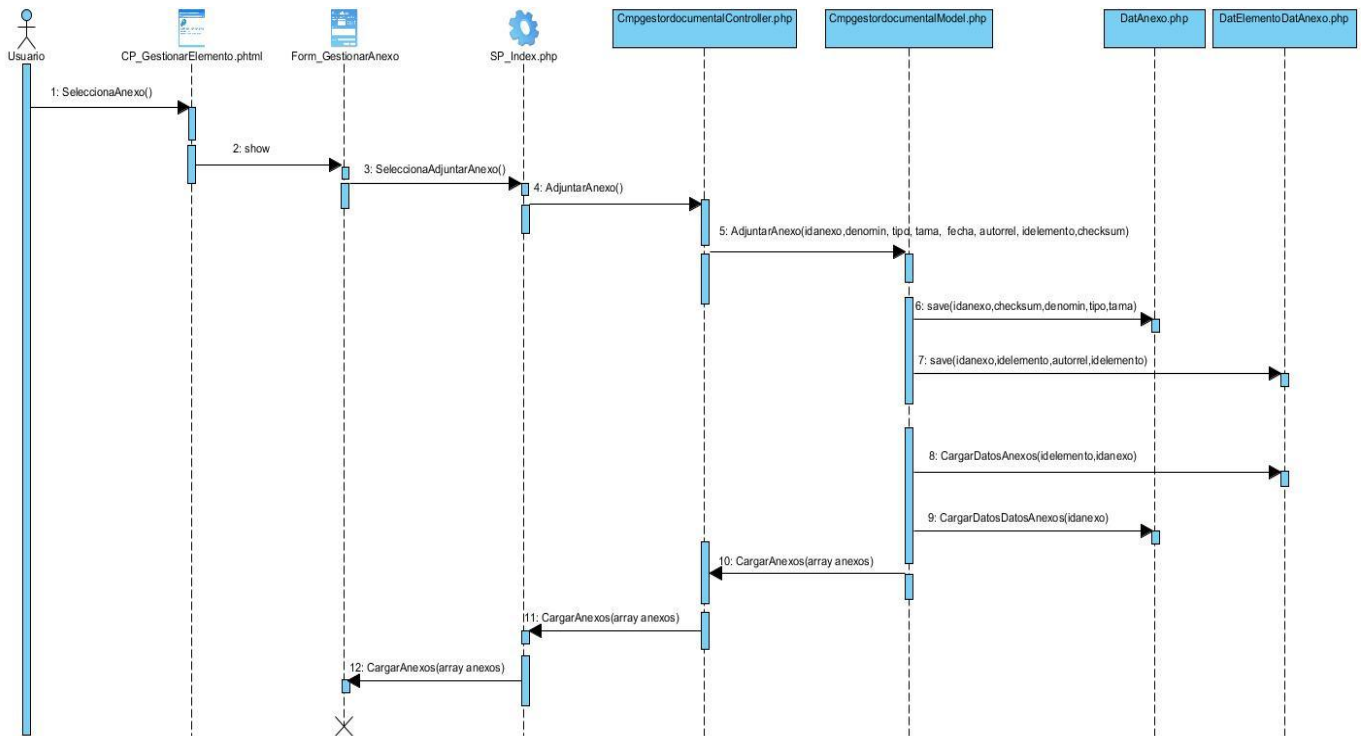 CmpgestordocumentalController.php
CmpgestordocumentalModel.php
DatAnexo.php
DatElementoDatAnexo.php
Usuario
CP_GestionarElemento.phtml
Form_GestionarAnexo
SP_Index.php
1: SeleccionaAnexo()
2: show
3: SeleccionaAdjuntarAnexo()
4: AdjuntarAnexo()
5: AdjuntarAnexo(idanexo,denomin, tipo, tama, fecha, autorrel, idelemento,checksum)
6: save(idanexo,checksum,denomin,tipo,tama)
7: save(idanexo,idelemento,autorrel,idelemento)
8: CargarDatosAnexos(idelemento,idanexo)
9: CargarDatosDatosAnexos(idanexo)
10: CargarAnexos(array anexos)
11: CargarAnexos(array anexos)
12: CargarAnexos(array anexos)